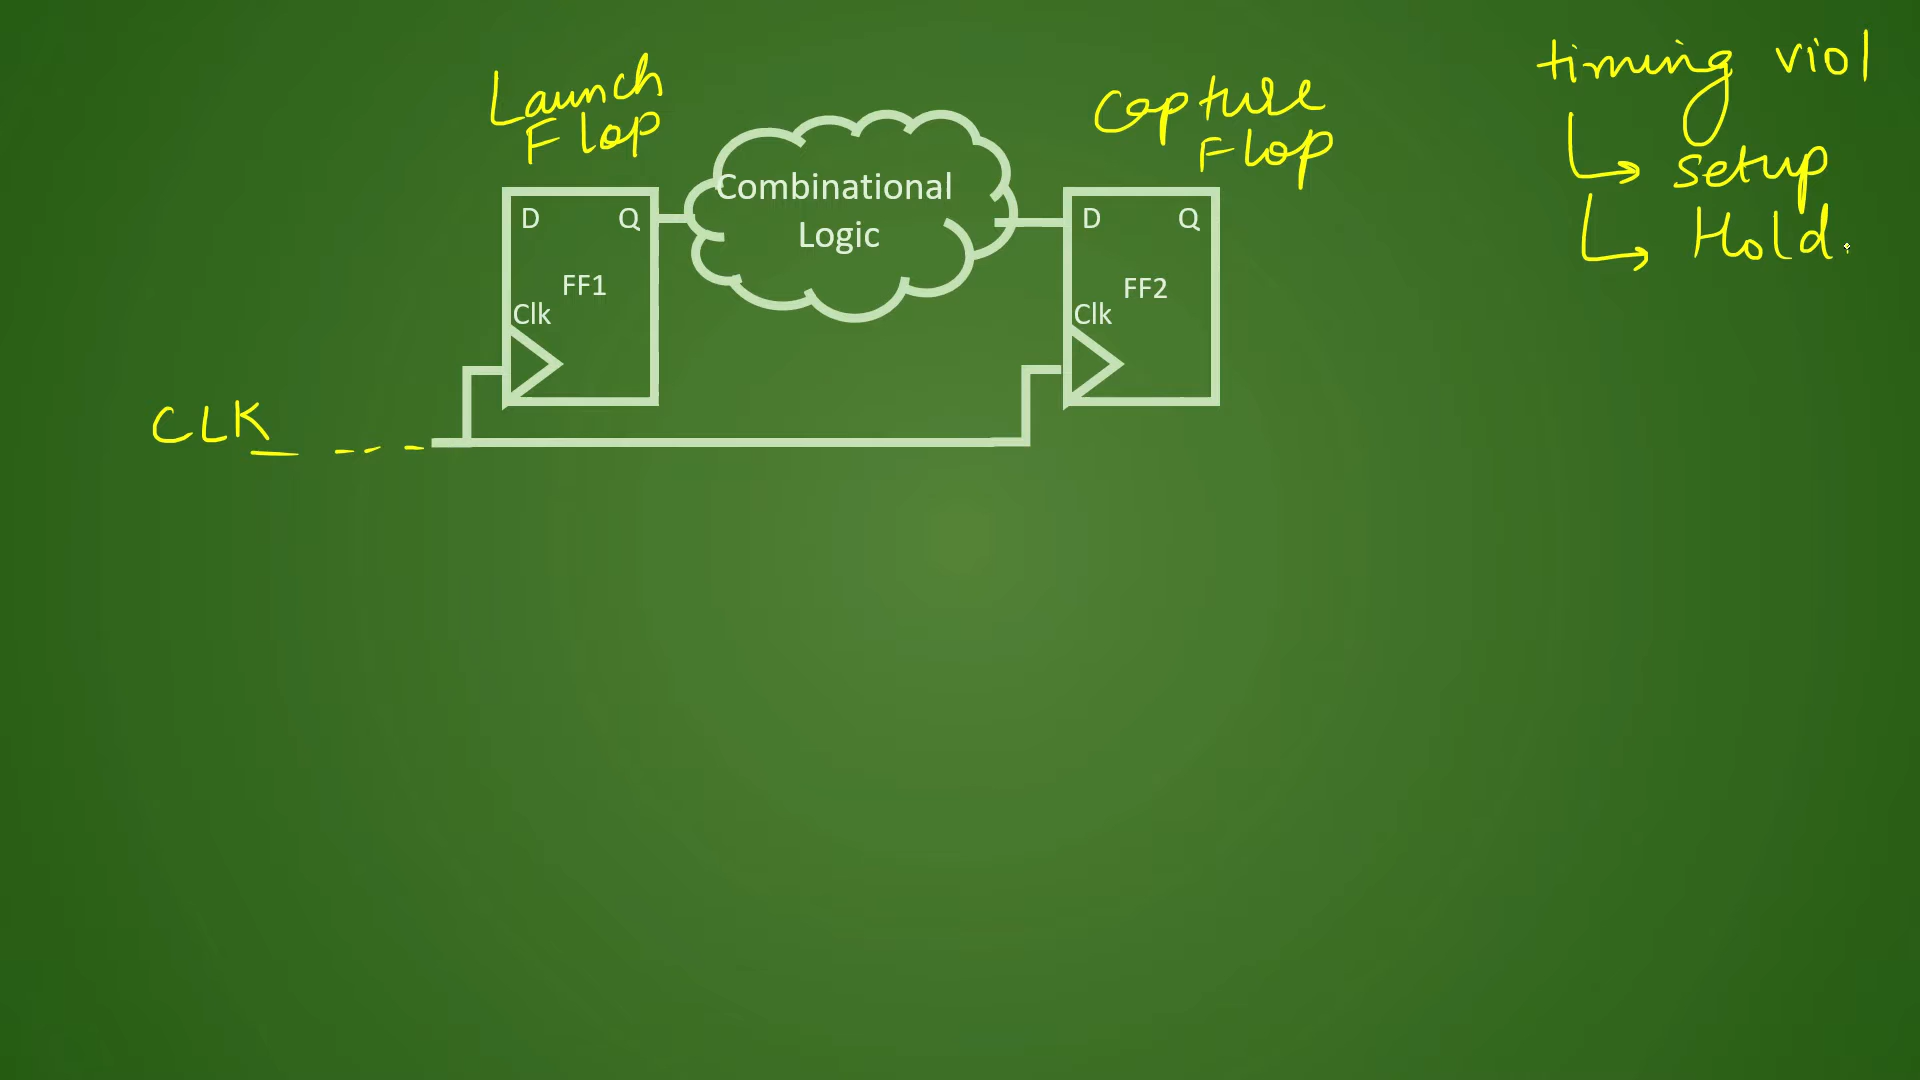 Launch
Flop
Capture
Flop
timing viol
setup
Hold.
Combinational
Logic
D Q
FF1
Clk
D Q
FF2
Clk
CLK